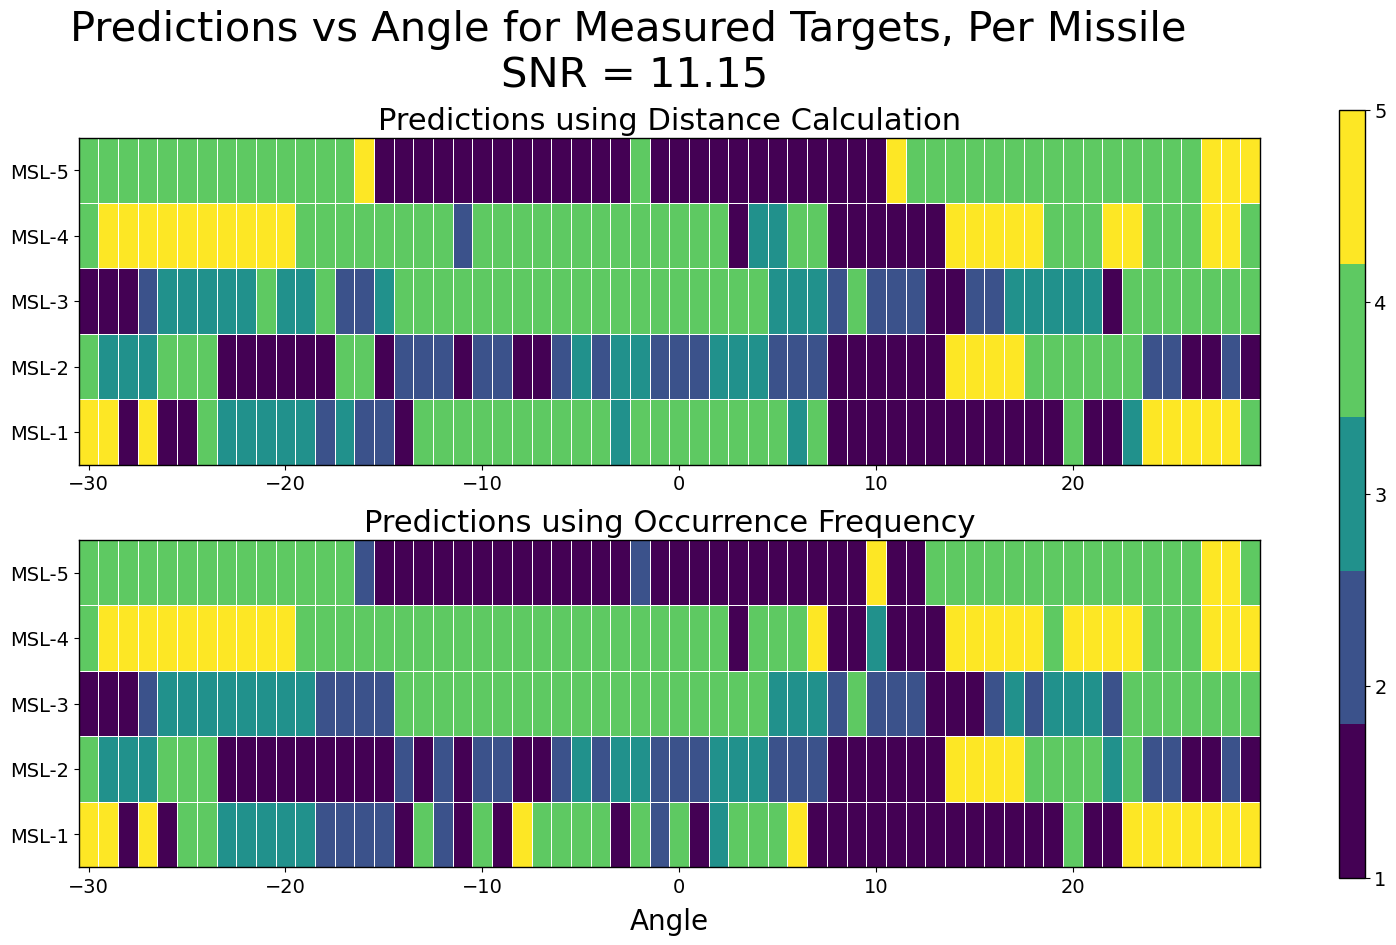 Predictions vs Angle for Measured Targets, Per Missile
SNR = 11.15
Predictions using Distance Calculation
MSL-5
MSL-4
MSL-3
MSL-2
MSL-1
−30 −20 −10 0 10 20
Predictions using Occurrence Frequency
MSL-5
MSL-4
MSL-3
MSL-2
MSL-1
−30 −20 −10 0 10 20
Angle
5
4
3
2
1